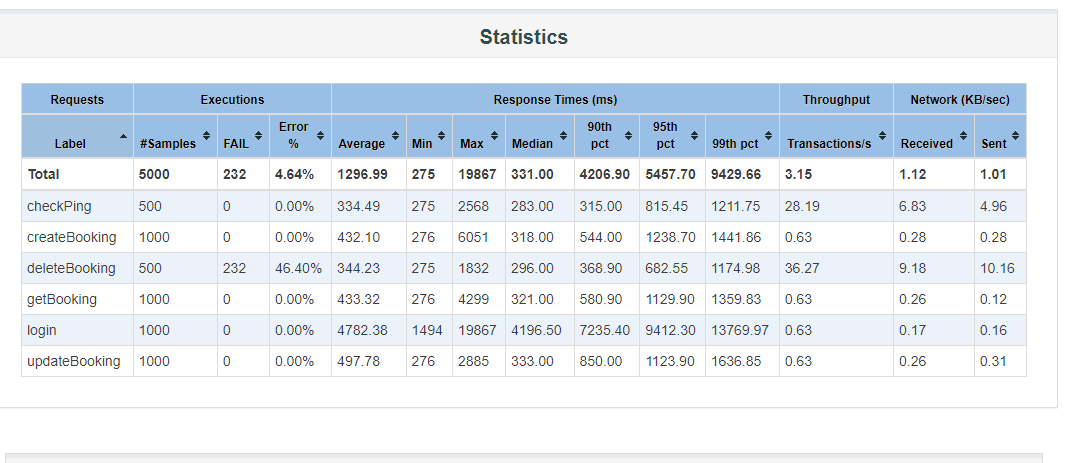 Statistics
Requests Executions Response Times (ms) Throughput Network (KB/sec)
Label #Samples FAIL Error % Average Min Max Median 90th pct 95th pct 99th pct Transactions/s Received Sent
Total 5000 232 4.64% 1296.99 275 19867 331.00 4206.90 5457.70 9429.66 3.15 1.12 1.01
checkPing 500 0 0.00% 334.49 275 2568 283.00 315.00 815.45 1211.75 28.19 6.83 4.96
createBooking 1000 0 0.00% 432.10 276 6051 318.00 544.00 1238.70 1441.86 0.63 0.28 0.28
deleteBooking 500 232 46.40% 344.23 275 1832 296.00 368.90 682.55 1174.98 36.27 9.18 10.16
getBooking 1000 0 0.00% 433.32 276 4299 321.00 580.90 1129.90 1359.83 0.63 0.26 0.12
login 1000 0 0.00% 4782.38 1494 19867 4196.50 7235.40 9412.30 13769.97 0.63 0.17 0.16
updateBooking 1000 0 0.00% 497.78 276 2885 333.00 850.00 1123.90 1636.85 0.63 0.26 0.31